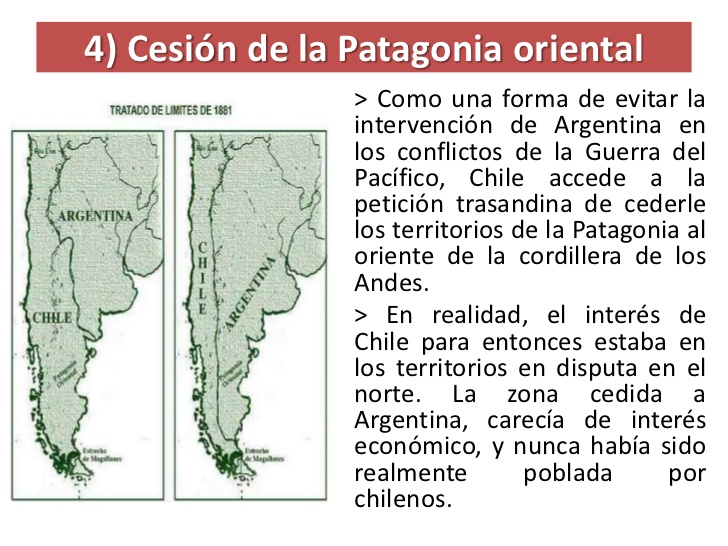 4) Cesión de la Patagonia oriental
TRATADO DE LIMITES DE 1881
ARGENTINA
CHILE
Patagonia
Oriental
Estrecho
de Magallanes
CHILE
ARGENTINA
Patagonia
Oriental
Estrecho
de Magallanes
> Como una forma de evitar la
intervención de Argentina en
los conflictos de la Guerra del
Pacífico, Chile accede a la
petición trasandina de cederle
los territorios de la Patagonia al
oriente de la cordillera de los
Andes.
> En realidad, el interés de
Chile para entonces estaba en
los territorios en disputa en el
norte. La zona cedida a
Argentina, carecía de interés
económico, y nunca había sido
realmente poblada por
chilenos.